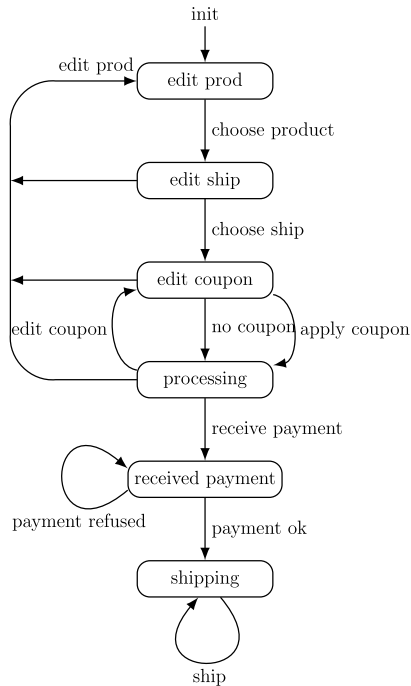 init
edit prod
edit prod
choose product
edit ship
choose ship
edit coupon
edit coupon
no coupon
apply coupon
processing
receive payment
received payment
payment refused
payment ok
shipping
ship